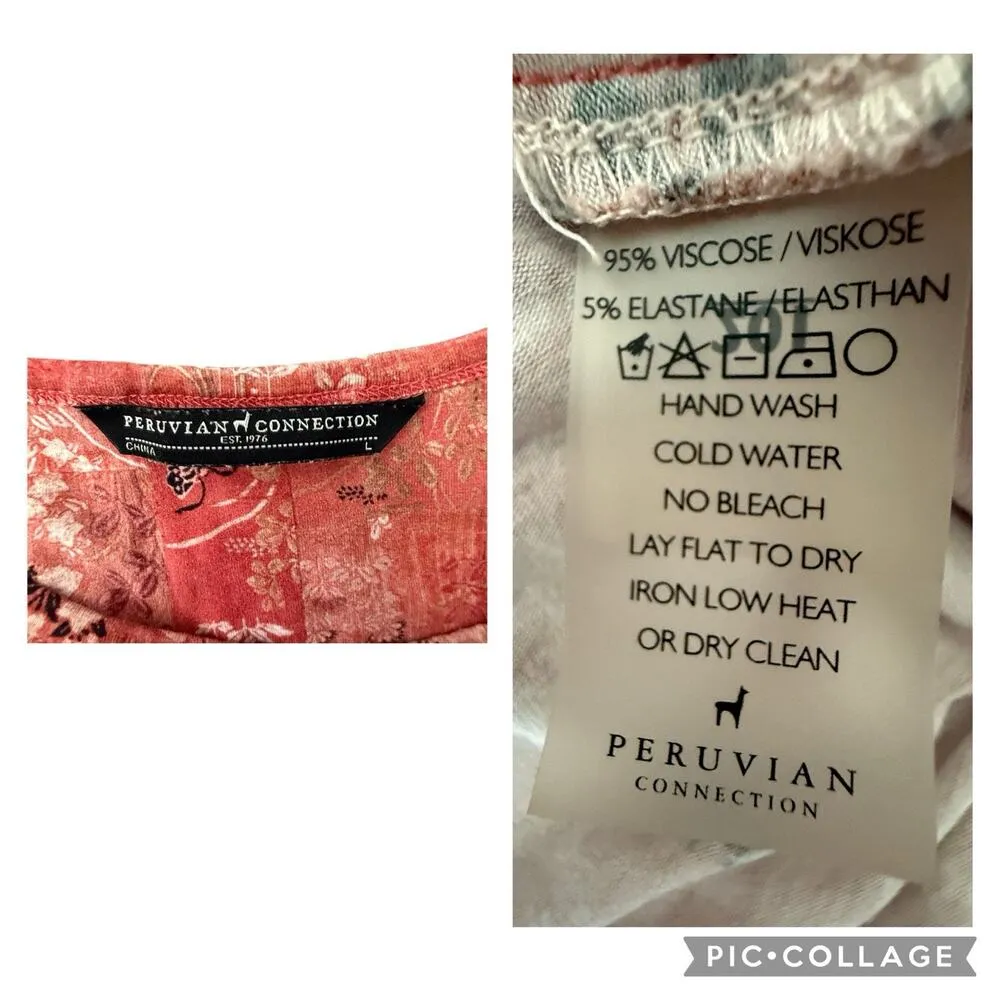 PERUVIAN CONNECTION
EST. 1976
CHINA
L
95% VISCOSE / VISKOSE
5% ELASTANE / ELASTHAN
HAND WASH
COLD WATER
NO BLEACH
LAY FLAT TO DRY
IRON LOW HEAT
OR DRY CLEAN
PERUVIAN
CONNECTION
PIC•COLLAGE